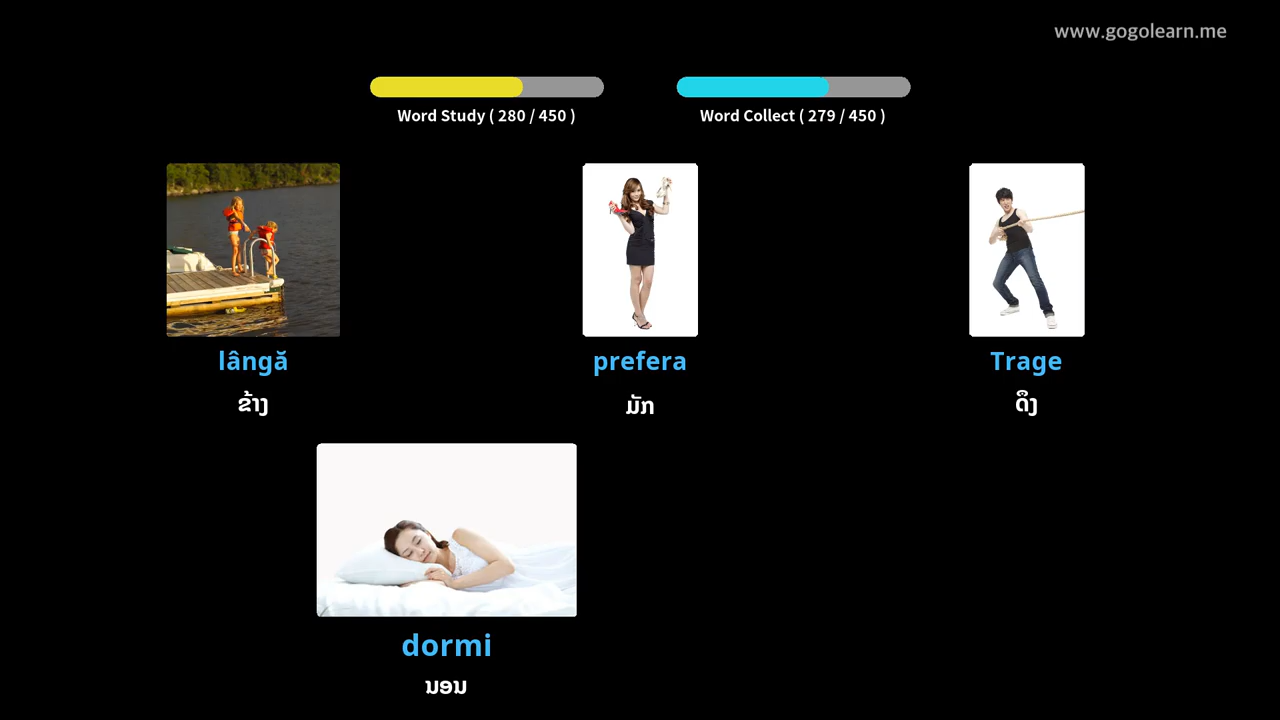 www.gogolearn.me
Word Study ( 280 / 450 )
Word Collect ( 279 / 450 )
lângă
prefera
Trage
ຂ້າງ
ມັກ
ດຶງ
dormi
ນອນ